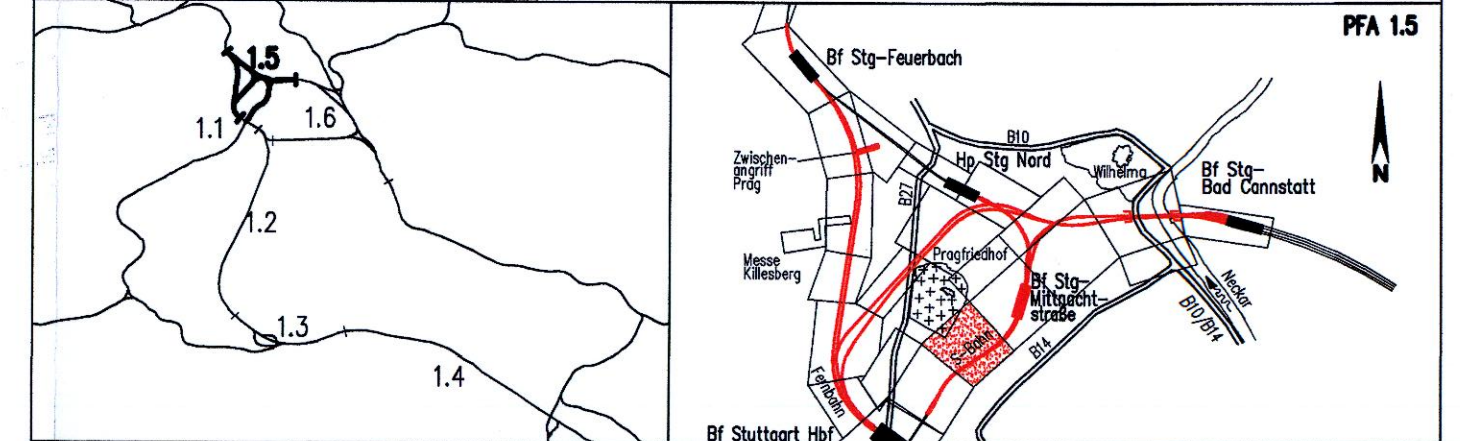 1.5
1.1
1.6
1.2
1.3
1.4
PFA 1.5
Bf Stg-Feuerbach
B10
Zwischen-
angriff
Prag
Hp Stg Nord
Wilhelma
Bf Stg-
Bad Cannstatt
N
B27
Messe
Killesberg
Pragfriedhof
Bf Stg-
Mittnacht-
straße
Neckar
B10/B14
S-Bahn
B14
Fernbahn
Bf Stuttgart Hbf